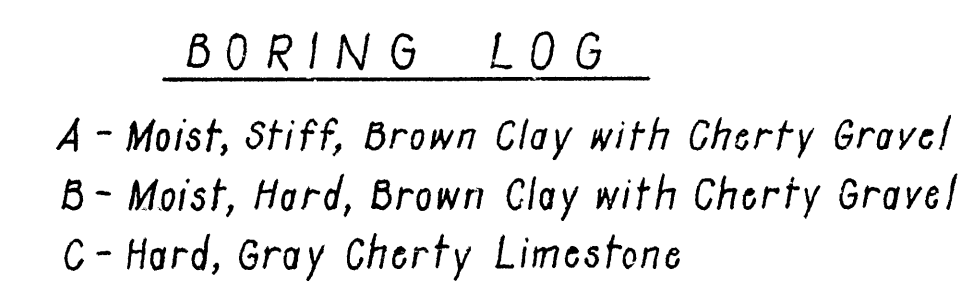 BORING LOG
A - Moist, Stiff, Brown Clay with Cherty Gravel
B - Moist, Hard, Brown Clay with Cherty Gravel
C - Hard, Gray Cherty Limestone